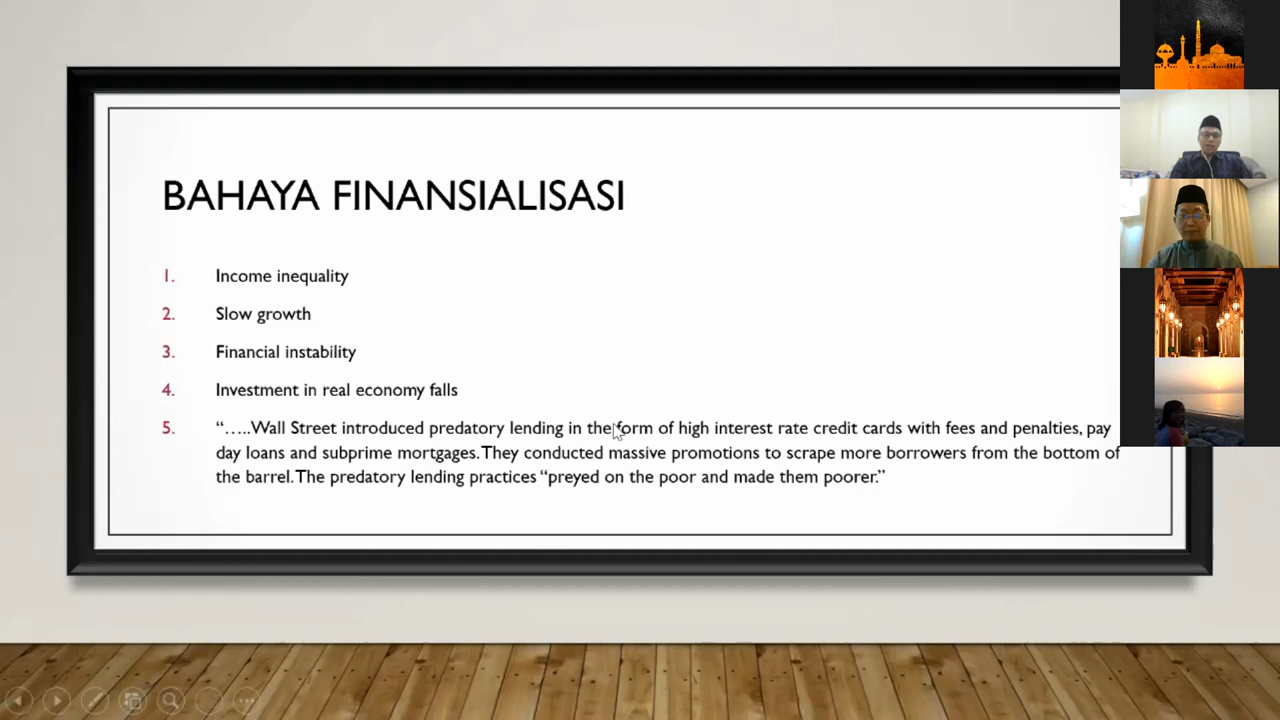 BAHAYA FINANSIALISASI
1. Income inequality
2. Slow growth
3. Financial instability
4. Investment in real economy falls
5. “…..Wall Street introduced predatory lending in the form of high interest rate credit cards with fees and penalties, pay
day loans and subprime mortgages. They conducted massive promotions to scrape more borrowers from the bottom of
the barrel. The predatory lending practices “preyed on the poor and made them poorer.”